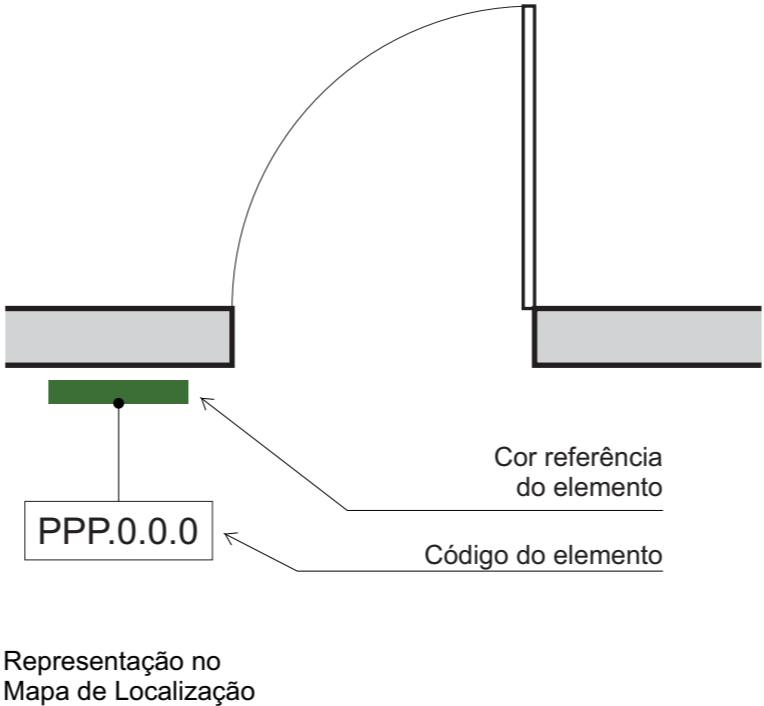 Cor referência
do elemento
PPP.0.0.0
Código do elemento
Representação no
Mapa de Localização